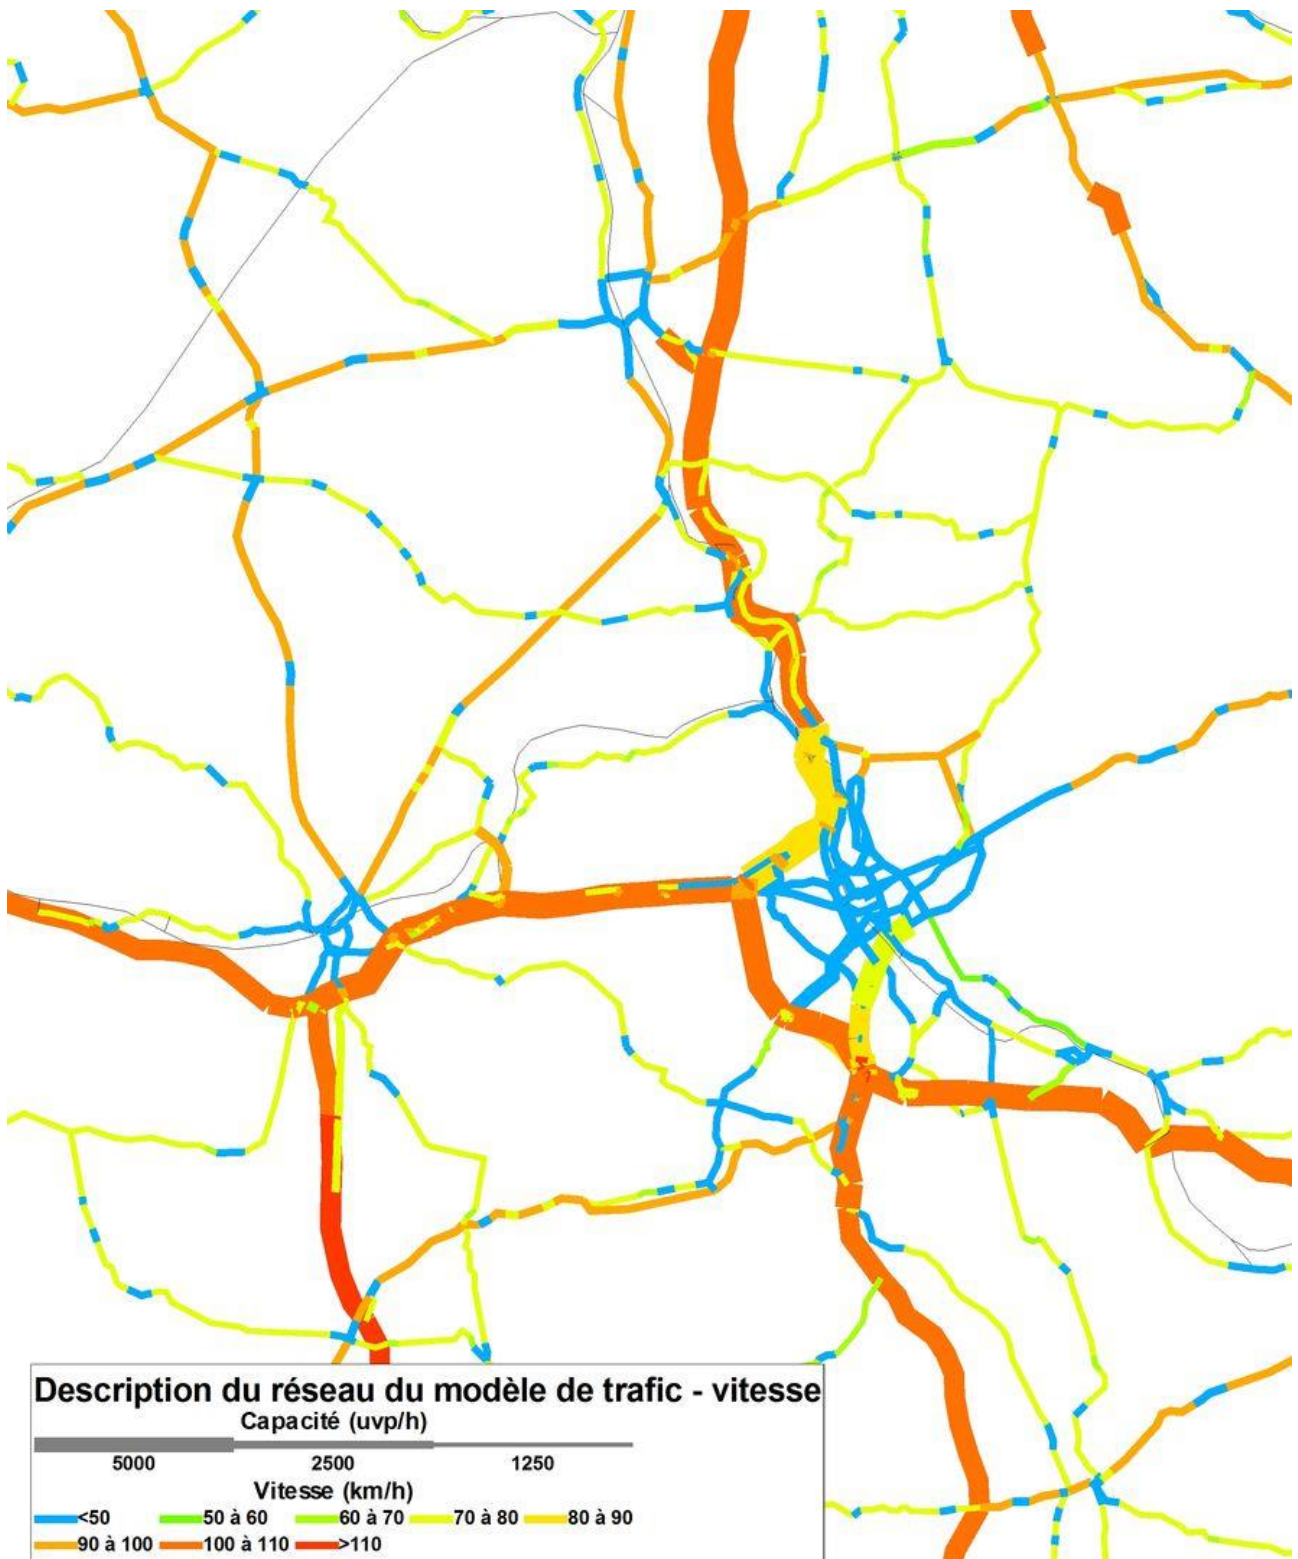 Description du réseau du modèle de trafic - vitesse
Capacité (uvp/h)
5000 2500 1250
Vitesse (km/h)
<50 50 à 60 60 à 70 70 à 80 80 à 90
90 à 100 100 à 110 >110